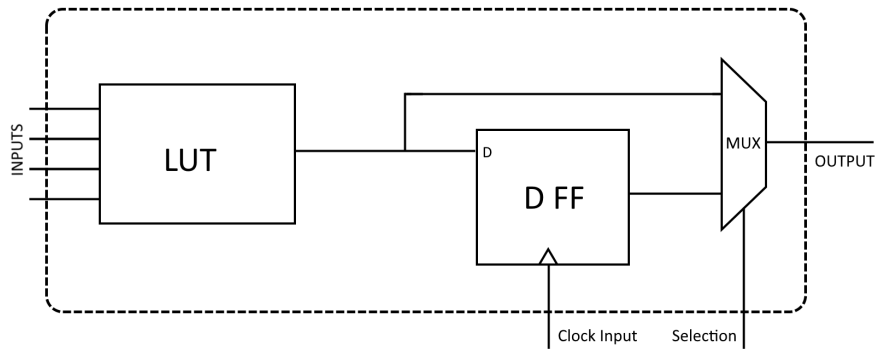 INPUTS
LUT
D
D FF
MUX
OUTPUT
Clock Input
Selection